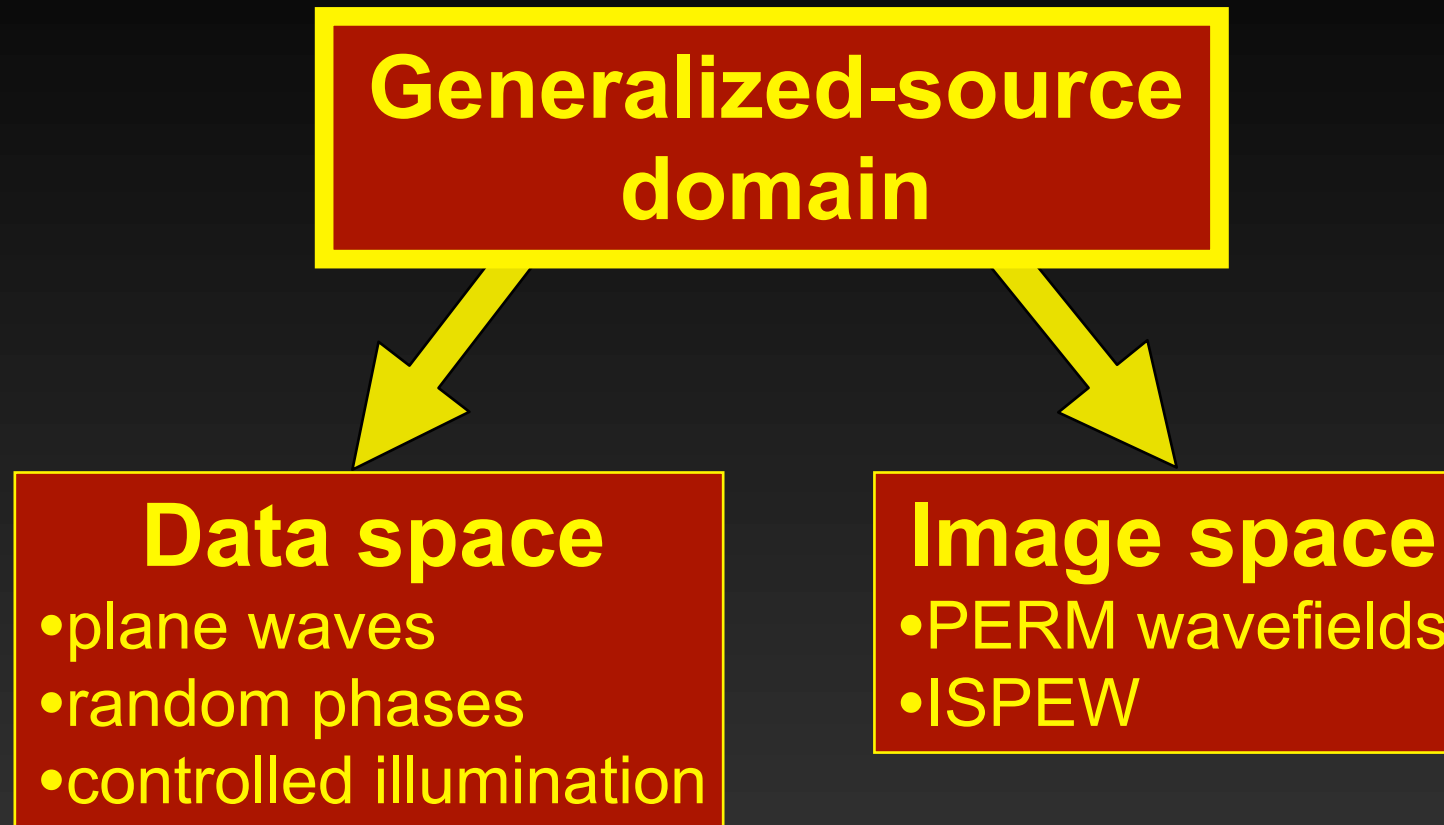 Generalized-source
domain
Data space
•plane waves
•random phases
•controlled illumination
Image space
•PERM wavefields
•ISPEW